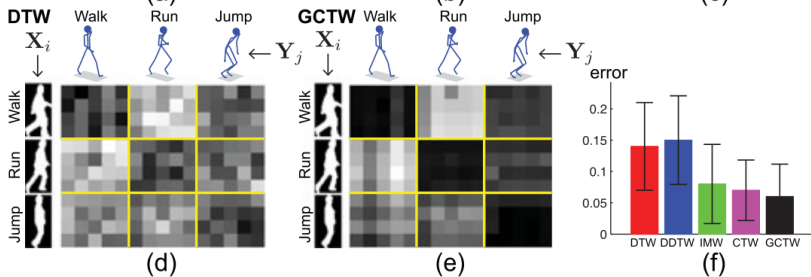 (a)
(b)
(c)
DTW Walk Run Jump
X_i
Y_j
Walk
Run
Jump
(d)
GCTW Walk Run Jump
X_i
Y_j
Walk
Run
Jump
(e)
error
0.2
0.15
0.1
0.05
0
DTW DDTW IMW CTW GCTW
(f)